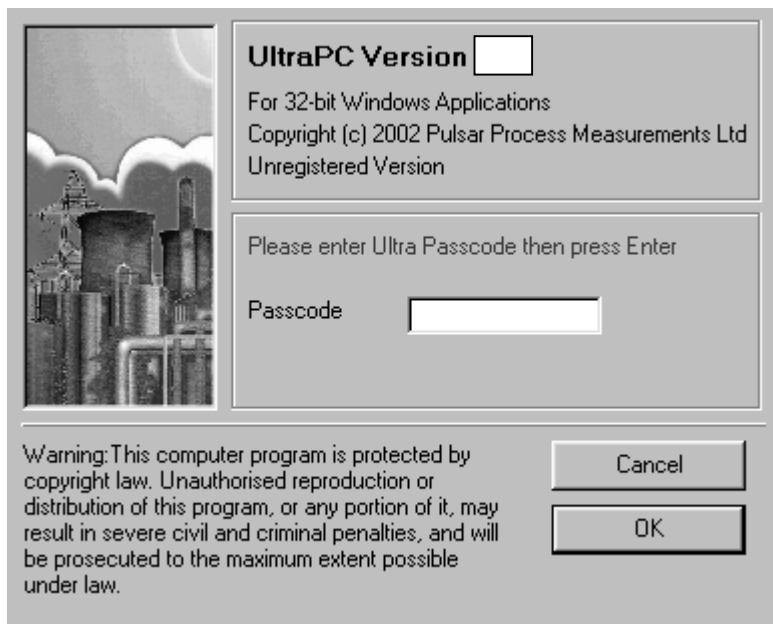 UltraPC Version
For 32-bit Windows Applications
Copyright (c) 2002 Pulsar Process Measurements Ltd
Unregistered Version
Please enter Ultra Passcode then press Enter
Passcode
Warning:This computer program is protected by
copyright law. Unauthorised reproduction or
distribution of this program, or any portion of it, may
result in severe civil and criminal penalties, and will
be prosecuted to the maximum extent possible
under law.
Cancel
OK